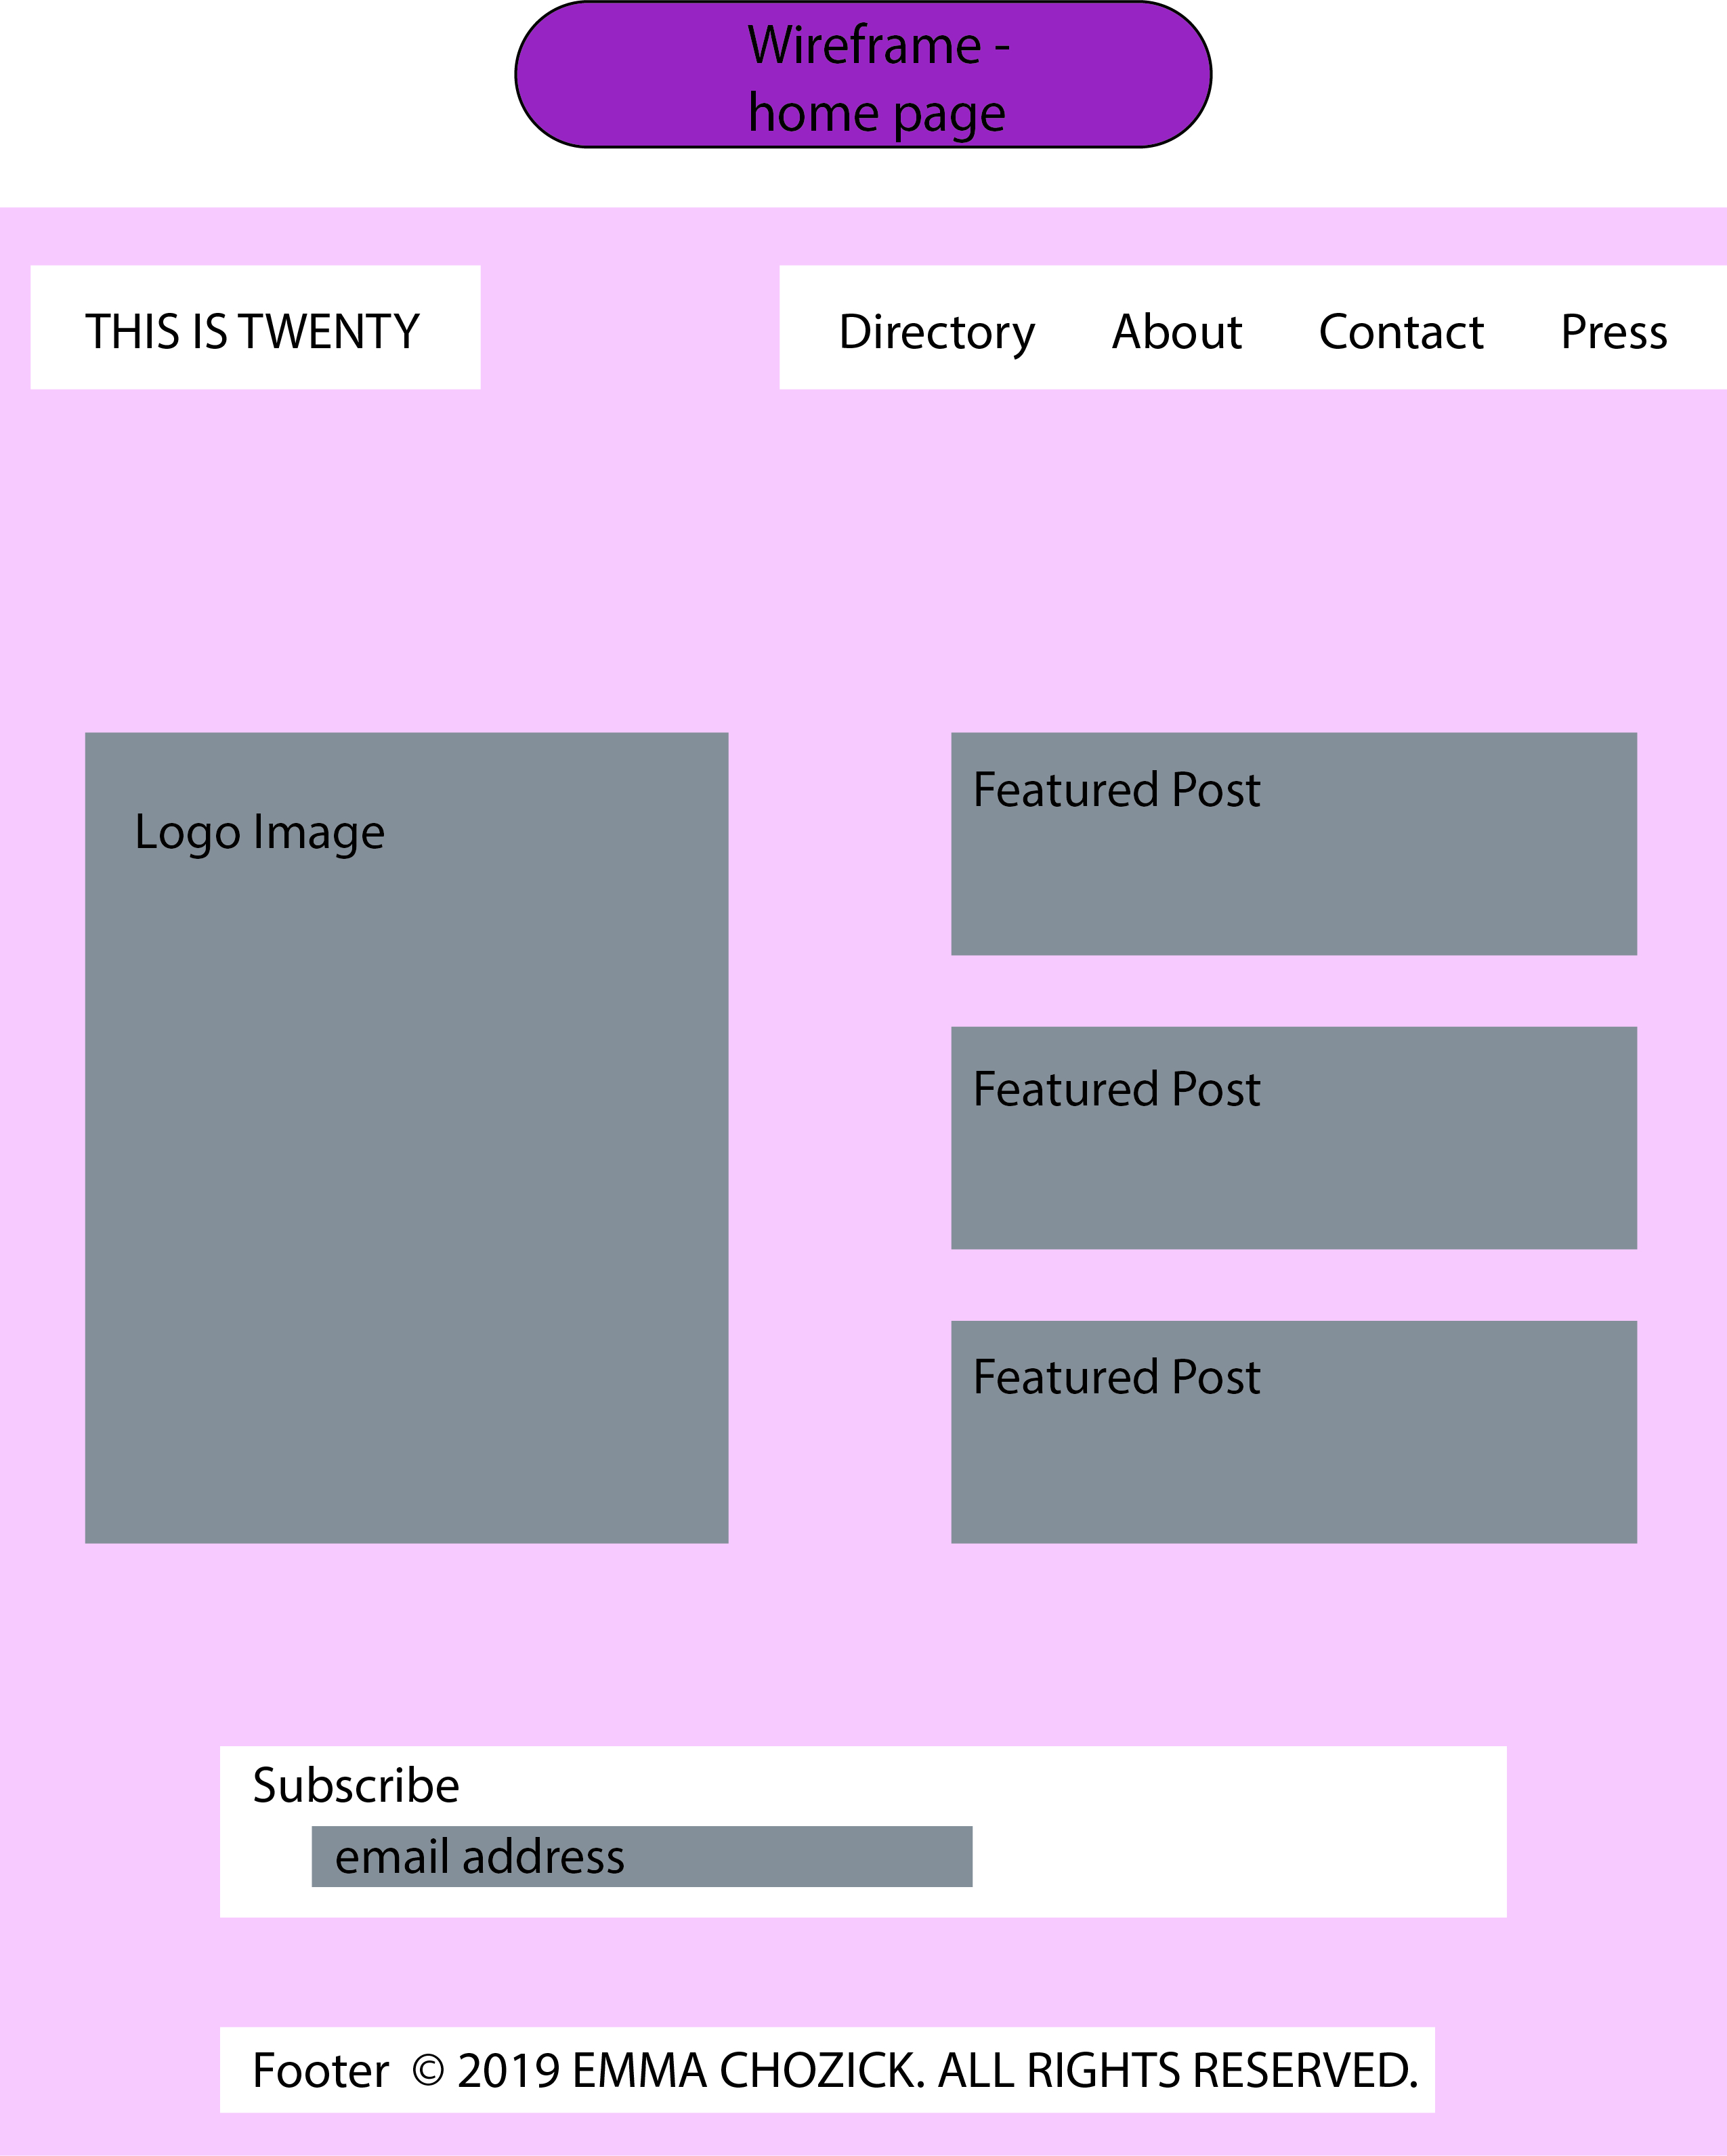 Wireframe -
home page
THIS IS TWENTY
Directory About Contact Press
Logo Image
Featured Post
Featured Post
Featured Post
Subscribe
email address
Footer © 2019 EMMA CHOZICK. ALL RIGHTS RESERVED.